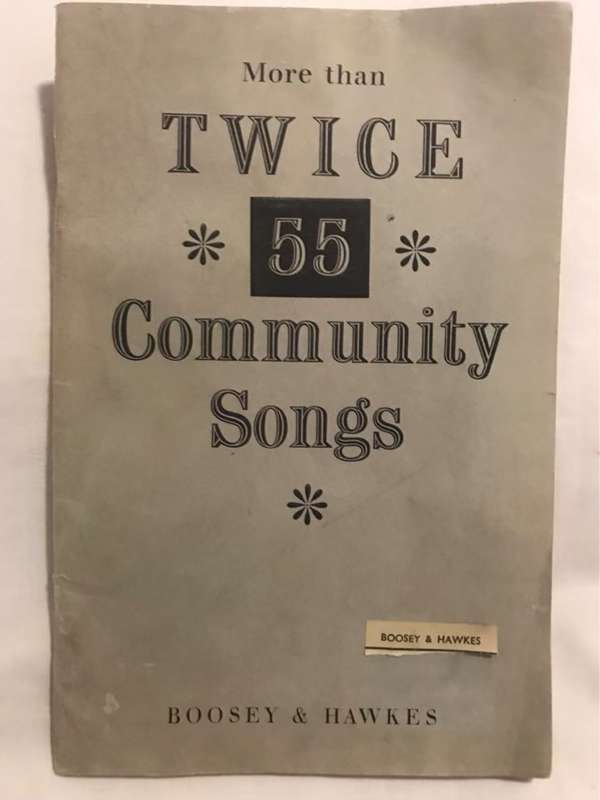 More than
TWICE
55
Community
Songs
BOOSEY & HAWKES
BOOSEY & HAWKES